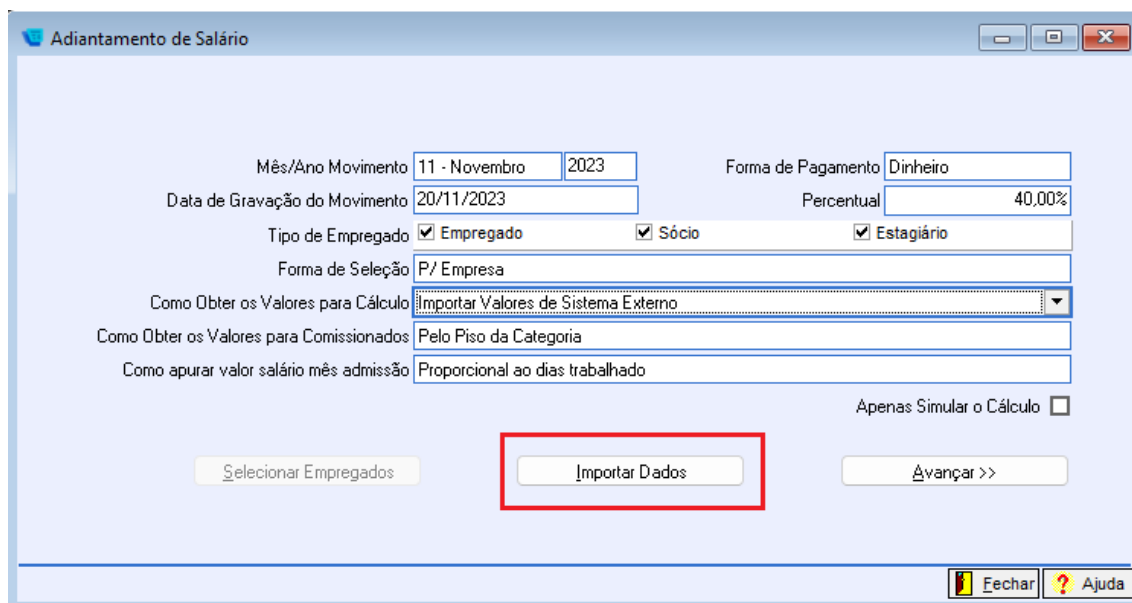 Adiantamento de Salário
Mês/Ano Movimento 11 - Novembro 2023 Forma de Pagamento Dinheiro
Data de Gravação do Movimento 20/11/2023 Percentual 40,00%
Tipo de Empregado Empregado Sócio Estagiário
Forma de Seleção P/ Empresa
Como Obter os Valores para Cálculo Importar Valores de Sistema Externo
Como Obter os Valores para Comissionados Pelo Piso da Categoria
Como apurar valor salário mês admissão Proporcional ao dias trabalhado
Apenas Simular o Cálculo
Selecionar Empregados Importar Dados Avançar >>
Fechar ? Ajuda